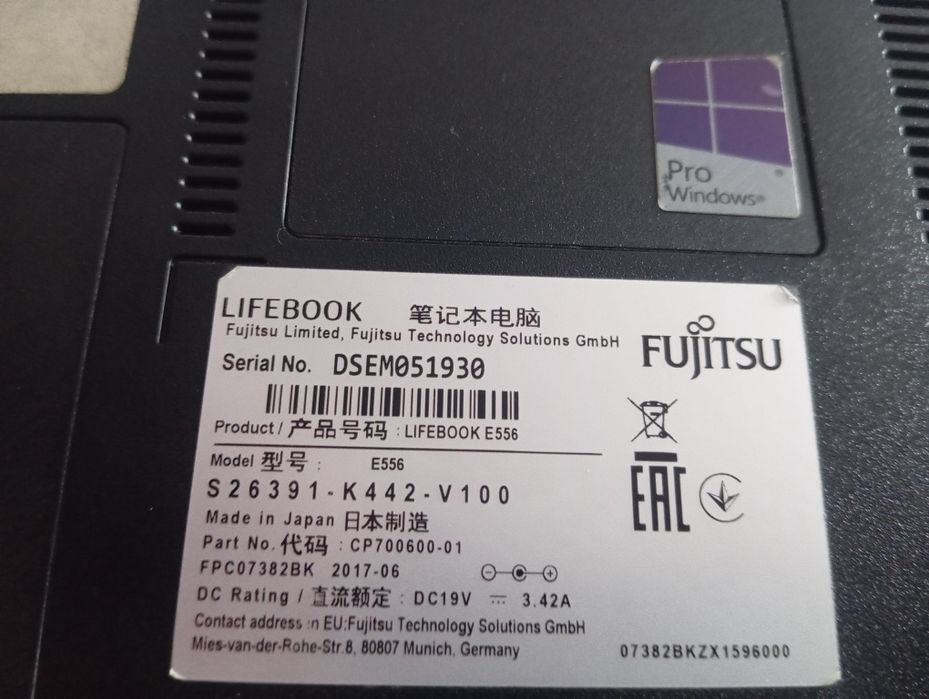 Pro
Windows®
LIFEBOOK 笔记本电脑
Fujitsu Limited, Fujitsu Technology Solutions GmbH
FUJITSU
Serial No. DSEM051930
Product / 产品号码 : LIFEBOOK E556
Model 型号 : E556
S26391-K442-V100
EAC
Made in Japan 日本制造
Part No. 代码 : CP700600-01
FPC07382BK 2017-06
DC Rating / 直流额定 : DC19V ⎓ 3.42A
Contact address in EU:Fujitsu Technology Solutions GmbH
Mies-van-der-Rohe-Str.8, 80807 Munich, Germany
07382BKZX1596000